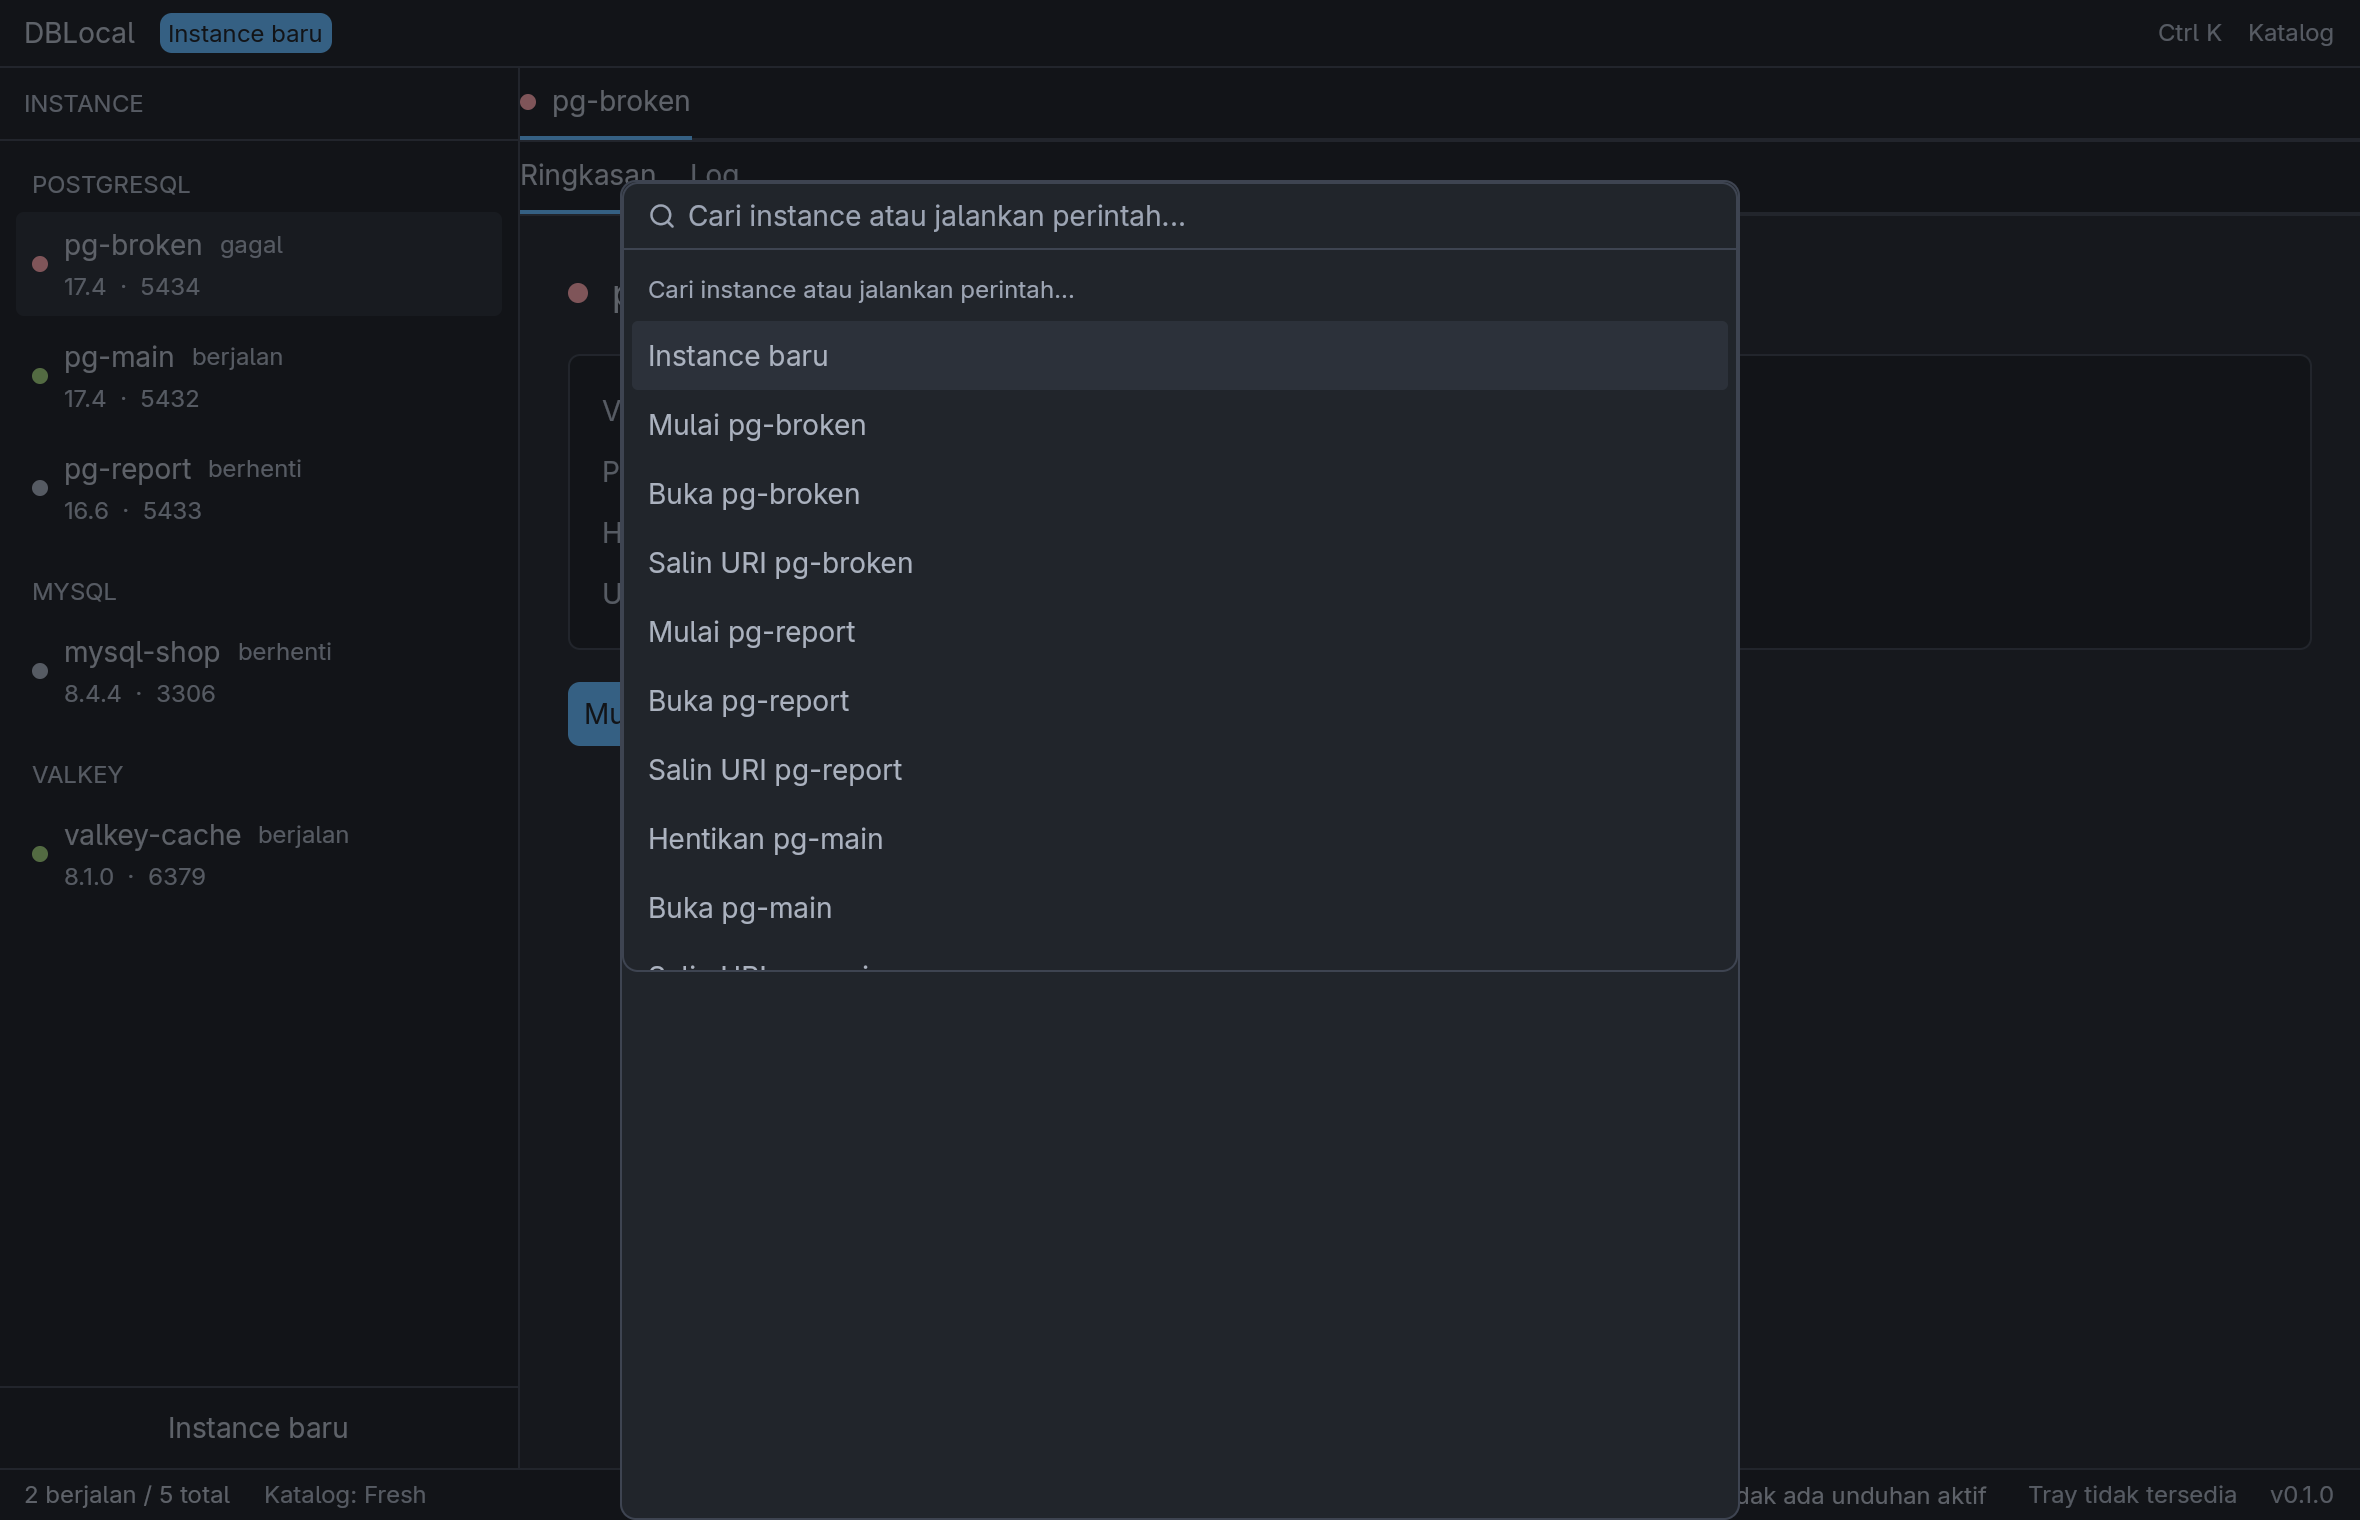 DBLocal Instance baru Ctrl K Katalog
INSTANCE
POSTGRESQL
pg-broken gagal
17.4 · 5434
pg-main berjalan
17.4 · 5432
pg-report berhenti
16.6 · 5433
MYSQL
mysql-shop berhenti
8.4.4 · 3306
VALKEY
valkey-cache berjalan
8.1.0 · 6379
Instance baru
pg-broken
Ringkasan Log
Cari instance atau jalankan perintah...
Cari instance atau jalankan perintah...
Instance baru
Mulai pg-broken
Buka pg-broken
Salin URI pg-broken
Mulai pg-report
Buka pg-report
Salin URI pg-report
Hentikan pg-main
Buka pg-main
2 berjalan / 5 total Katalog: Fresh ada unduhan aktif Tray tidak tersedia v0.1.0